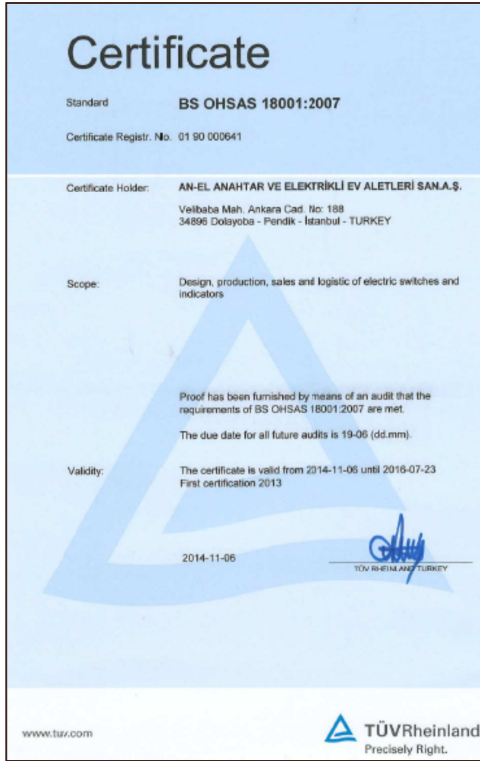 Certificate
Standard BS OHSAS 18001:2007
Certificate Registr. No. 01 90 000641
Certificate Holder: AN-EL ANAHTAR VE ELEKTRİKLİ EV ALETLERİ SAN.A.Ş.
Velibaba Mah. Ankara Cad. No: 188
34896 Dolayoba - Pendik - İstanbul - TURKEY
Scope: Design, production, sales and logistic of electric switches and
indicators
Proof has been furnished by means of an audit that the
requirements of BS OHSAS 18001:2007 are met.
The due date for all future audits is 19-06 (dd.mm).
Validity: The certificate is valid from 2014-11-06 until 2016-07-23
First certification 2013
2014-11-06
TÜV RHEINLAND TURKEY
www.tuv.com
TÜVRheinland
Precisely Right.